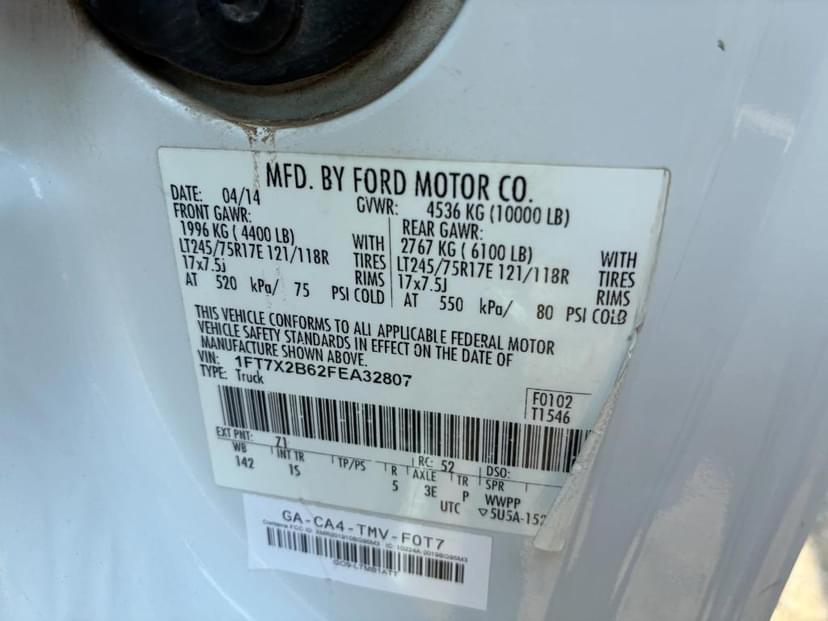 MFD. BY FORD MOTOR CO.
DATE: 04/14 GVWR: 4536 KG (10000 LB)
FRONT GAWR: REAR GAWR:
1996 KG ( 4400 LB) WITH 2767 KG ( 6100 LB) WITH
LT245/75R17E 121/118R TIRES LT245/75R17E 121/118R TIRES
17x7.5J RIMS 17x7.5J RIMS
AT 520 kPa/ 75 PSI COLD AT 550 kPa/ 80 PSI COLD
THIS VEHICLE CONFORMS TO ALL APPLICABLE FEDERAL MOTOR
VEHICLE SAFETY STANDARDS IN EFFECT ON THE DATE OF
MANUFACTURE SHOWN ABOVE.
VIN: 1FT7X2B62FEA32807
TYPE: Truck
F0102
T1546
EXT PNT: 71 RC: 52 DSO:
WB INT TR TP/PS R AXLE TR SPR
142 IS 5 3E P WWPP
UTC ▽5U5A-152
GA-CA4-TMV-F0T7
Contains FCC ID: